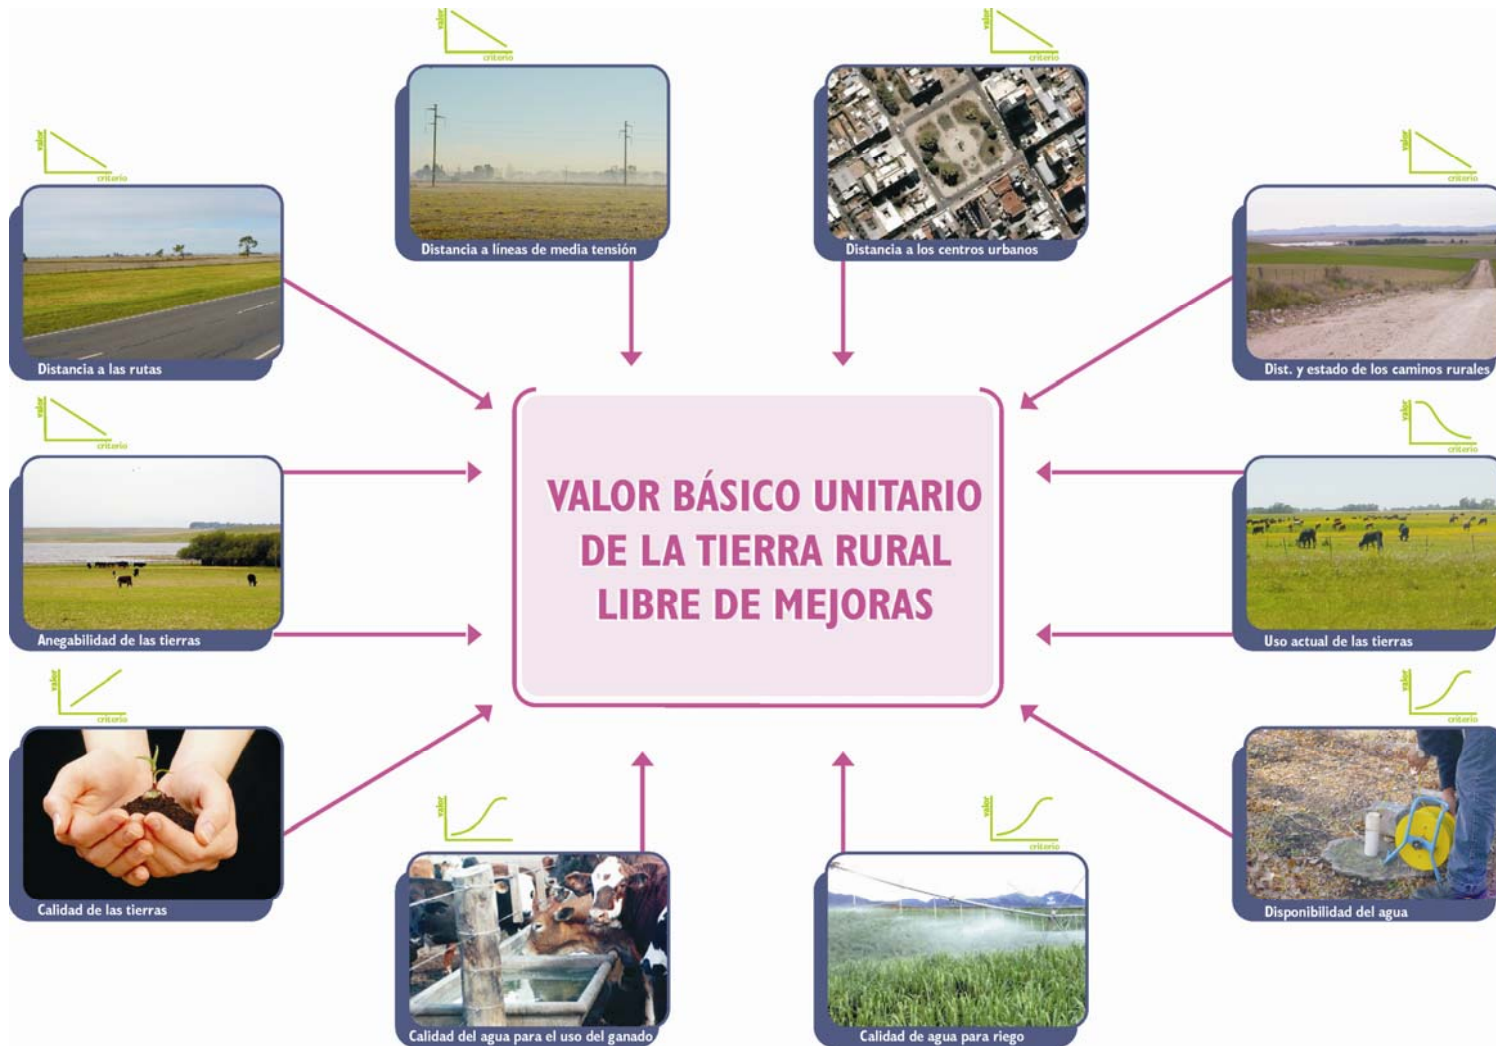 valor
criterio
valor
criterio
valor
criterio
valor
criterio
Distancia a líneas de media tensión
Distancia a los centros urbanos
Distancia a las rutas
Dist. y estado de los caminos rurales
valor
criterio
valor
criterio
VALOR BÁSICO UNITARIO
DE LA TIERRA RURAL
LIBRE DE MEJORAS
Anegabilidad de las tierras
Uso actual de las tierras
valor
criterio
valor
criterio
Calidad de las tierras
Disponibilidad del agua
valor
valor
criterio
Calidad del agua para el uso del ganado
Calidad de agua para riego